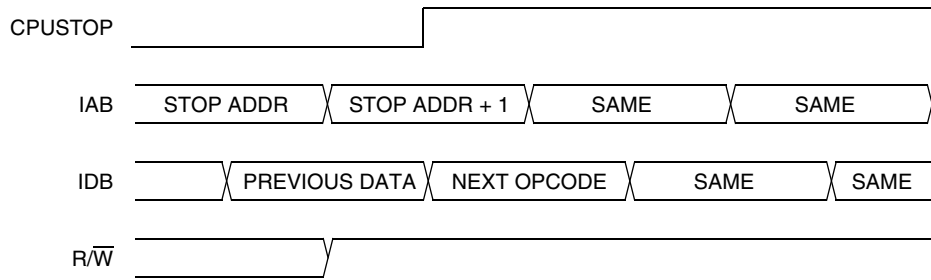 CPUSTOP
IAB STOP ADDR STOP ADDR + 1 SAME SAME
IDB PREVIOUS DATA NEXT OPCODE SAME SAME
R/W̅